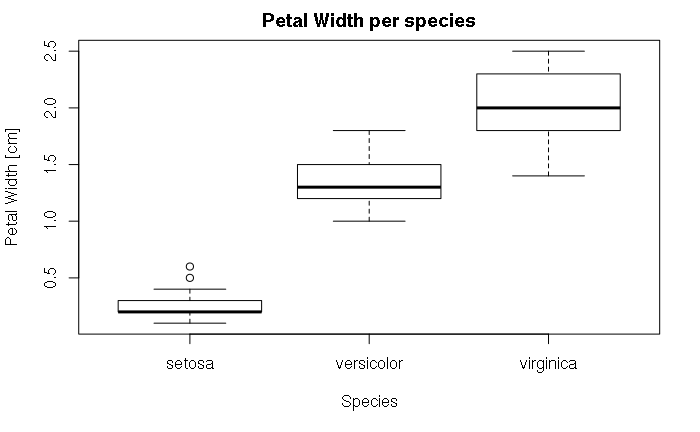 Petal Width per species
Petal Width [cm]
2.5
2.0
1.5
1.0
0.5
setosa versicolor virginica
Species